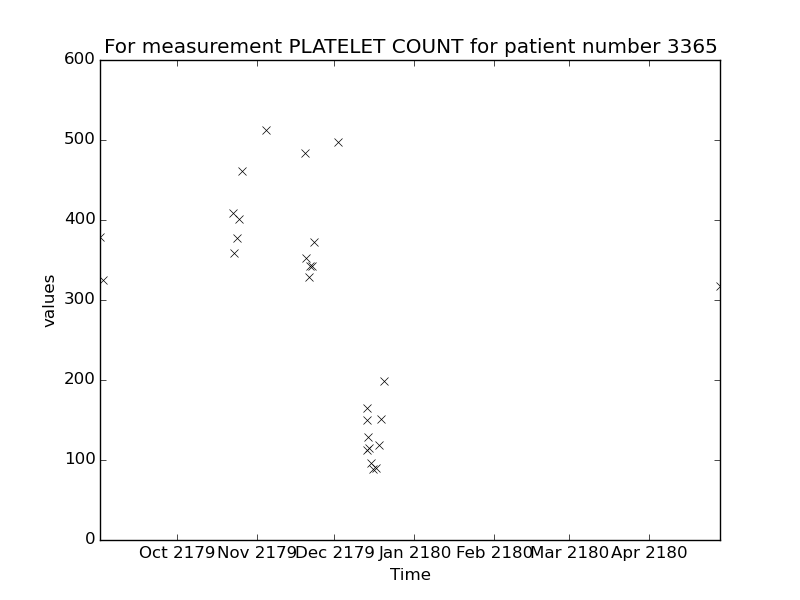 For measurement PLATELET COUNT for patient number 3365
600
500
400
300
200
100
0
values
Oct 2179 Nov 2179 Dec 2179 Jan 2180 Feb 2180 Mar 2180 Apr 2180
Time